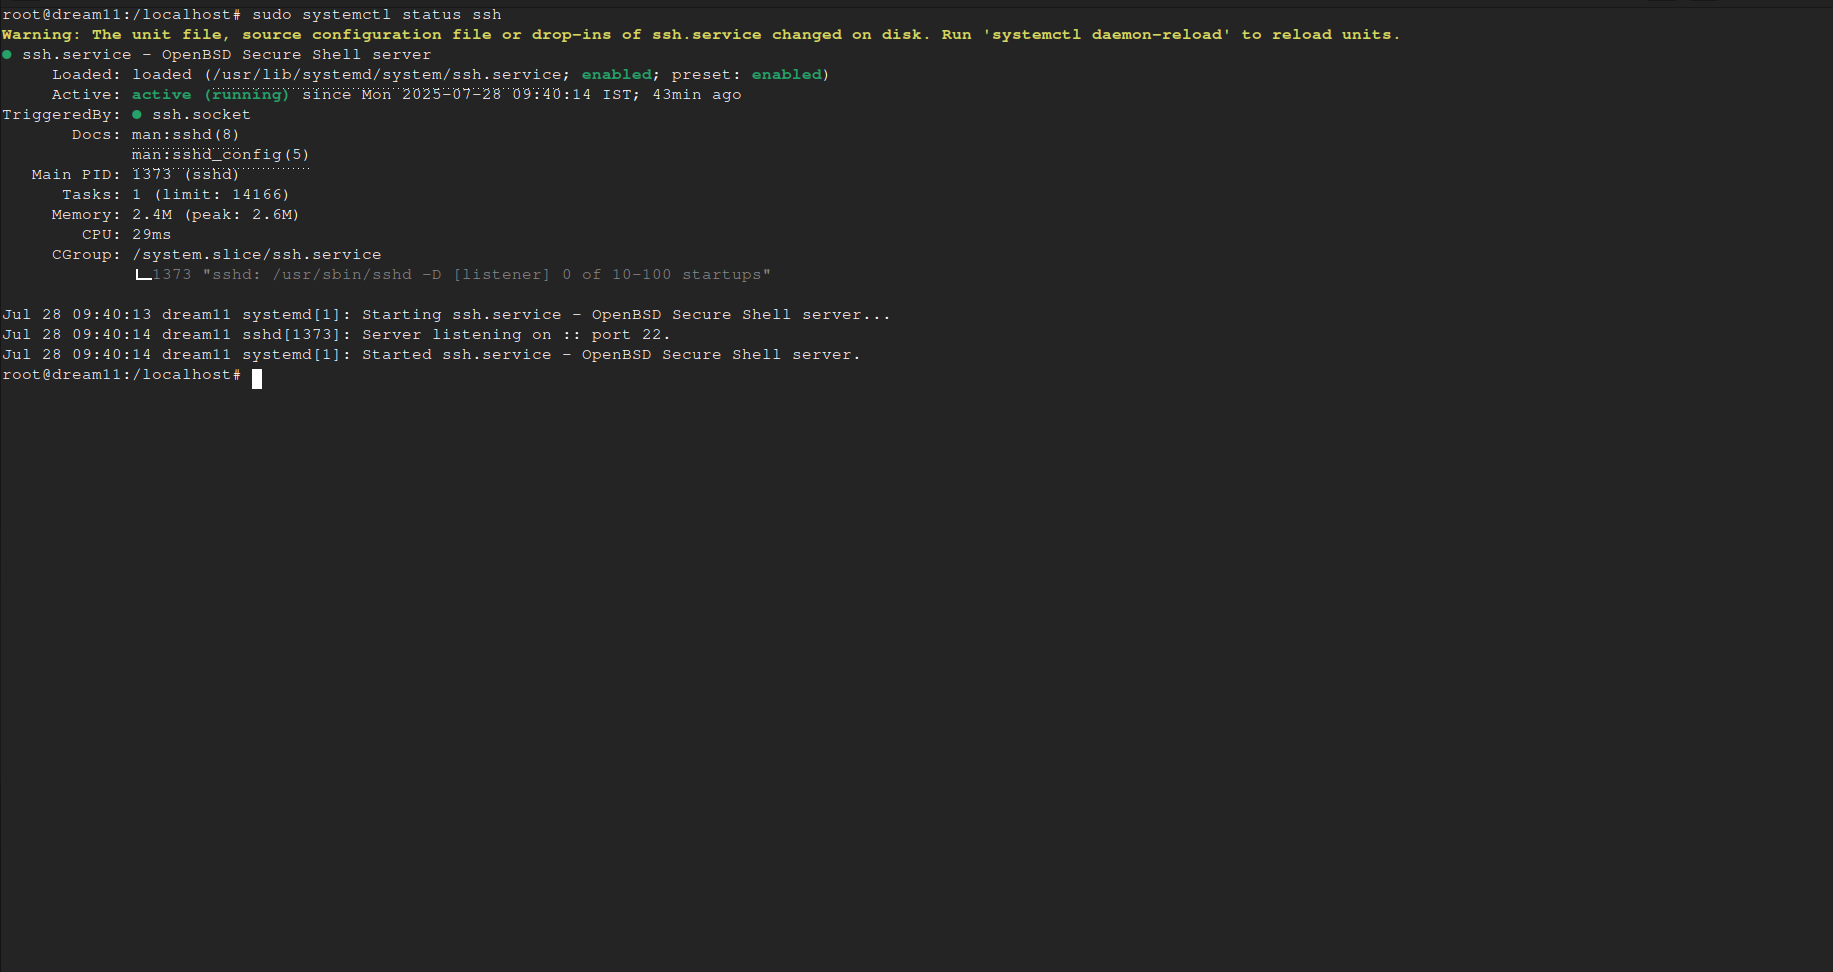 root@dream11:/localhost# sudo systemctl status ssh
Warning: The unit file, source configuration file or drop-ins of ssh.service changed on disk. Run 'systemctl daemon-reload' to reload units.
● ssh.service - OpenBSD Secure Shell server
     Loaded: loaded (/usr/lib/systemd/system/ssh.service; enabled; preset: enabled)
     Active: active (running) since Mon 2025-07-28 09:40:14 IST; 43min ago
TriggeredBy: ● ssh.socket
       Docs: man:sshd(8)
             man:sshd_config(5)
   Main PID: 1373 (sshd)
      Tasks: 1 (limit: 14166)
     Memory: 2.4M (peak: 2.6M)
        CPU: 29ms
     CGroup: /system.slice/ssh.service
             └─1373 "sshd: /usr/sbin/sshd -D [listener] 0 of 10-100 startups"
Jul 28 09:40:13 dream11 systemd[1]: Starting ssh.service - OpenBSD Secure Shell server...
Jul 28 09:40:14 dream11 sshd[1373]: Server listening on :: port 22.
Jul 28 09:40:14 dream11 systemd[1]: Started ssh.service - OpenBSD Secure Shell server.
root@dream11:/localhost#